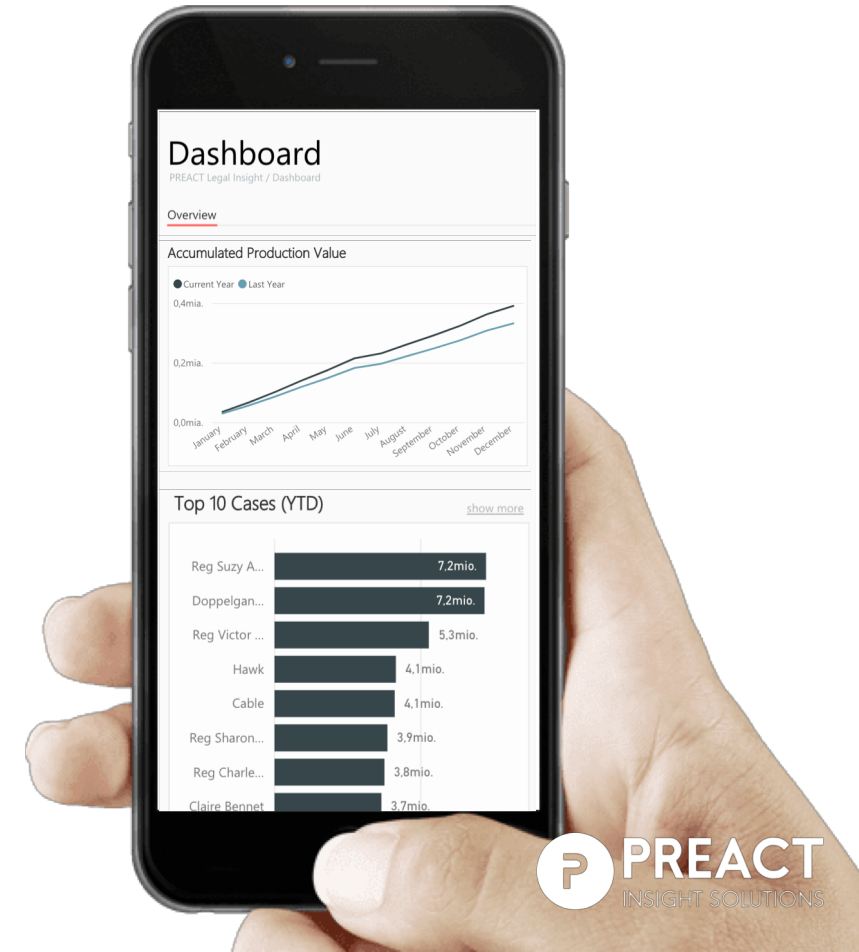 Dashboard
PREACT Legal Insight / Dashboard
Overview
Accumulated Production Value
Current Year Last Year
0,4mia.
0,2mia.
0,0mia.
January February March April May June July August September October November December
Top 10 Cases (YTD)
show more
Reg Suzy A... 7,2mio.
Doppelgan... 7,2mio.
Reg Victor ... 5,3mio.
Hawk 4,1mio.
Cable 4,1mio.
Reg Sharon... 3,9mio.
Reg Charle... 3,8mio.
Claire Bennet 3,7mio.
P PREACT
INSIGHT SOLUTIONS